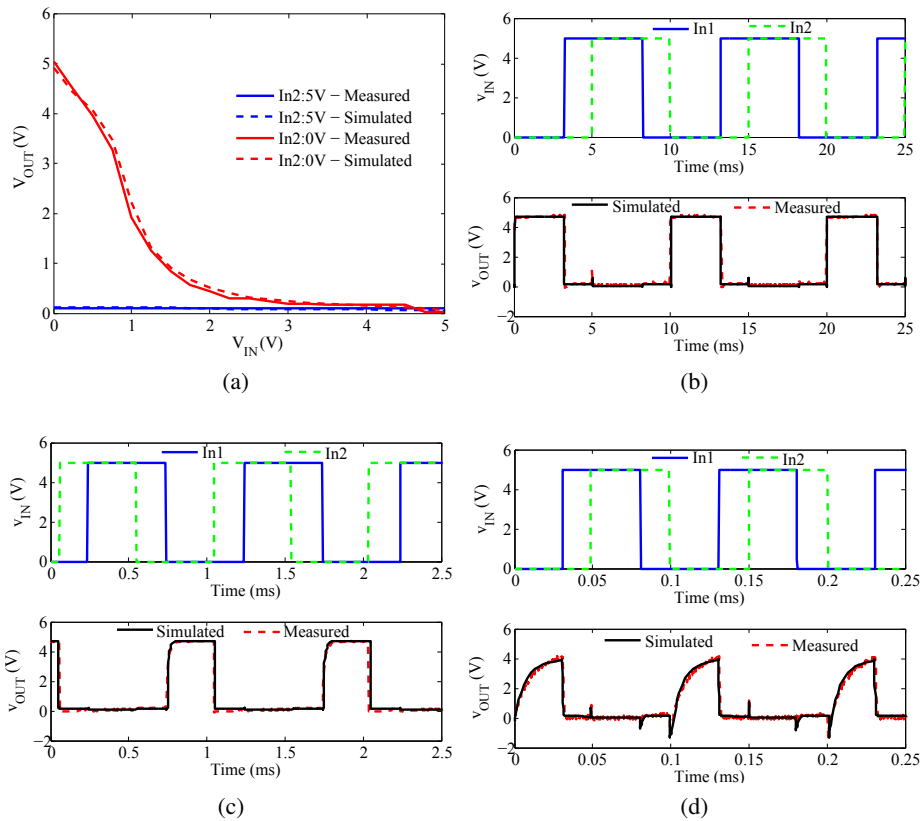 6
5
4
3
2
1
0
V_OUT (V)
In2:5V − Measured
In2:5V − Simulated
In2:0V − Measured
In2:0V − Simulated
0 1 2 3 4 5
V_IN (V)
(a)
In1 In2
6
4
2
0
v_IN (V)
0 5 10 15 20 25
Time (ms)
Simulated Measured
6
4
2
0
−2
v_OUT (V)
0 5 10 15 20 25
Time (ms)
(b)
In1 In2
6
4
2
0
v_IN (V)
0 0.5 1 1.5 2 2.5
Time (ms)
Simulated Measured
6
4
2
0
−2
v_OUT (V)
0 0.5 1 1.5 2 2.5
Time (ms)
(c)
In1 In2
6
4
2
0
v_IN (V)
0 0.05 0.1 0.15 0.2 0.25
Time (ms)
Simulated Measured
6
4
2
0
−2
v_OUT (V)
0 0.05 0.1 0.15 0.2 0.25
Time (ms)
(d)